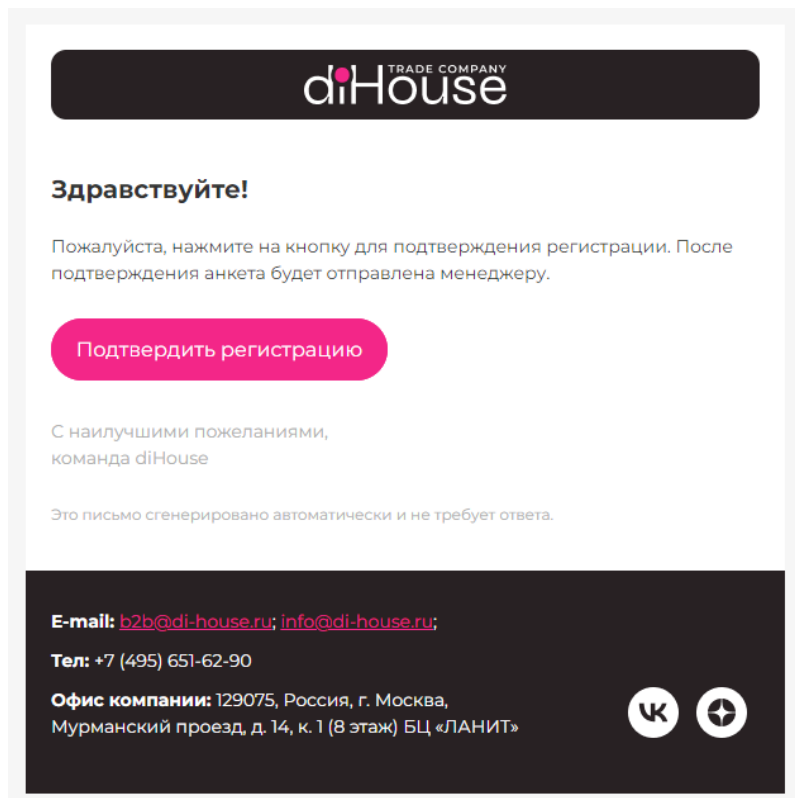 TRADE COMPANY
diHouse
Здравствуйте!
Пожалуйста, нажмите на кнопку для подтверждения регистрации. После
подтверждения анкета будет отправлена менеджеру.
Подтвердить регистрацию
С наилучшими пожеланиями,
команда diHouse
Это письмо сгенерировано автоматически и не требует ответа.
E-mail: b2b@di-house.ru; info@di-house.ru;
Тел: +7 (495) 651-62-90
Офис компании: 129075, Россия, г. Москва,
Мурманский проезд, д. 14, к. 1 (8 этаж) БЦ «ЛАНИТ»